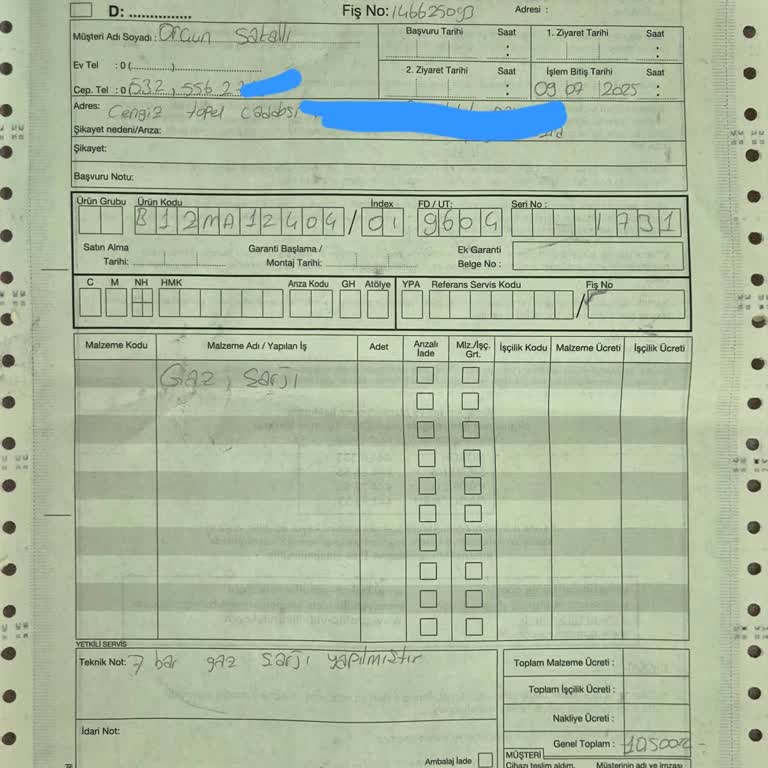 D: ..............
Fiş No: 146625093
Adresi :
Müşteri Adı Soyadı: Orçun Sakallı
Başvuru Tarihi Saat
1. Ziyaret Tarihi Saat
Ev Tel : 0 (..........)
2. Ziyaret Tarihi Saat
İşlem Bitiş Tarihi Saat
Cep. Tel : 0 (532) 556 2
09 07 2025 :
Adres: Cengiz topel Caddesi
Şikayet nedeni/Arıza:
Şikayet:
Başvuru Notu:
Ürün Grubu Ürün Kodu Index FD / UT: Seri No :
B12MA12404 / 01 9604 1731
Satın Alma Tarihi:
Garanti Başlama / Montaj Tarihi:
Ek Garanti Belge No :
C M NH HMK Arıza Kodu GH Atölye YPA Referans Servis Kodu Fiş No
/
Malzeme Kodu Malzeme Adı / Yapılan İş Adet Arızalı İade Mlz./İşç. Grt. İşçilik Kodu Malzeme Ücreti İşçilik Ücreti
Gaz şarjı
YETKİLİ SERVİS
Teknik Not: 7 bar gaz şarjı yapılmıştır
Toplam Malzeme Ücreti :
Toplam İşçilik Ücreti :
Nakliye Ücreti :
İdari Not:
Genel Toplam :
Ambalaj İade
MÜŞTERİ
Cihazı teslim aldım. Müşterinin adı ve imzası